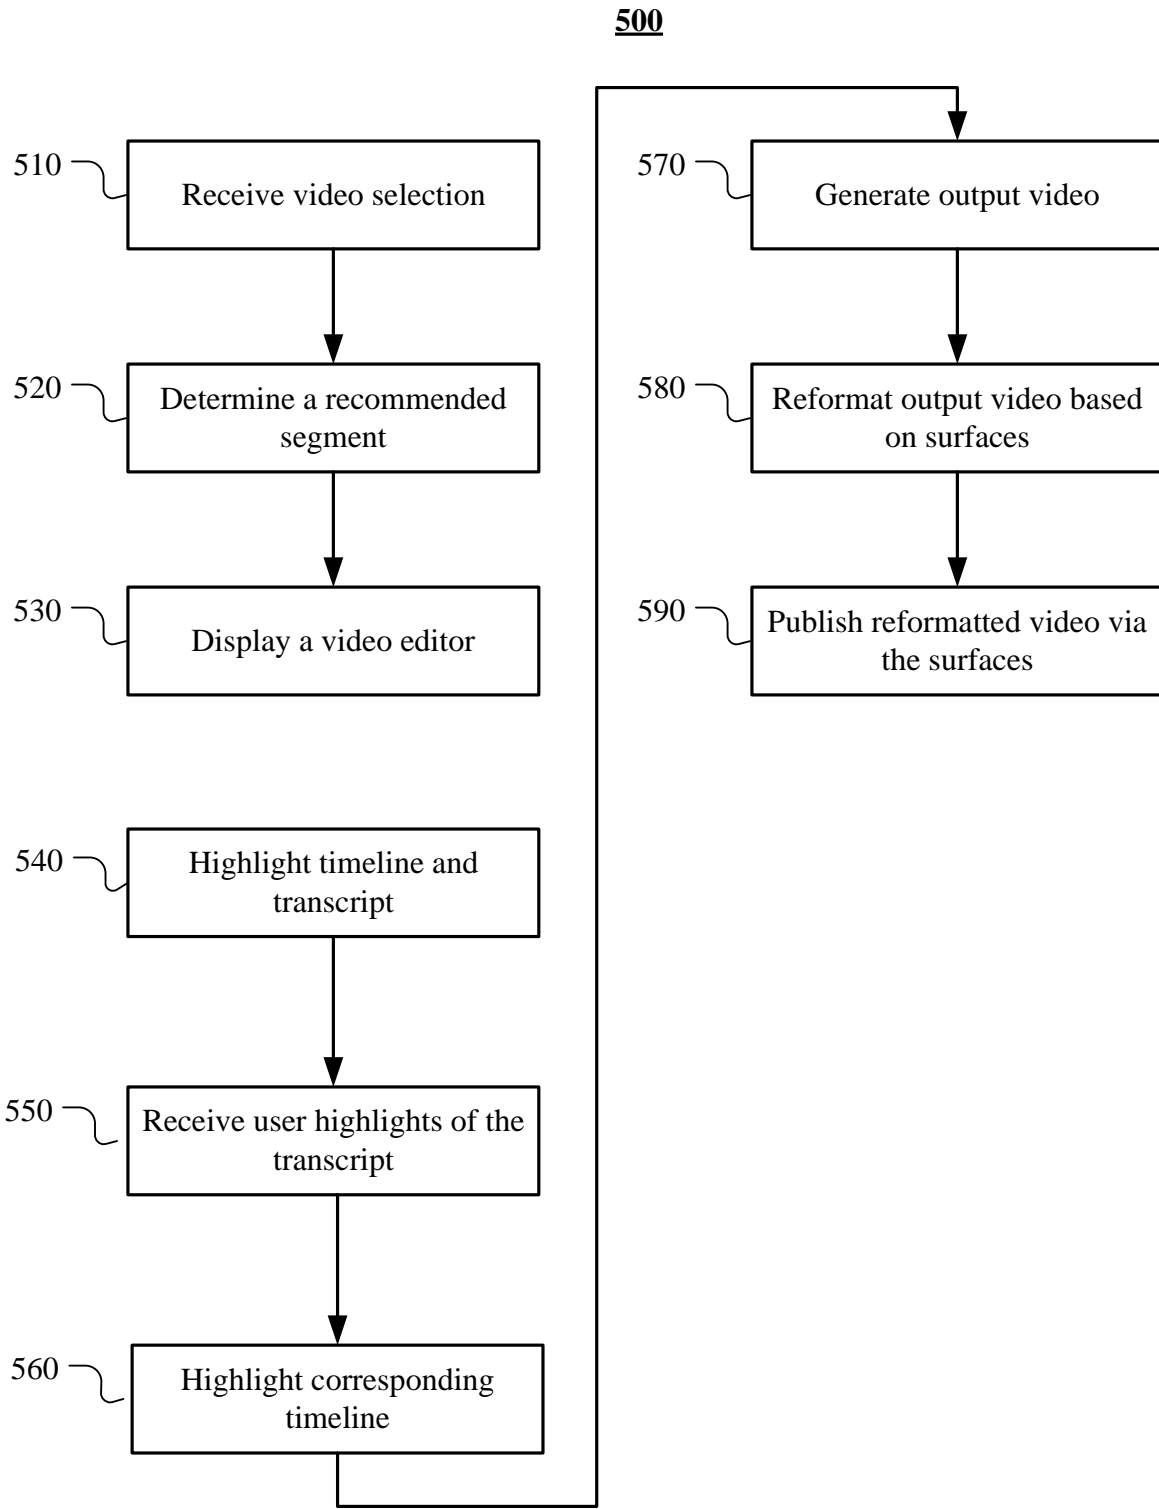 500
510
Receive video selection
520
Determine a recommended
segment
530
Display a video editor
540
Highlight timeline and
transcript
550
Receive user highlights of the
transcript
560
Highlight corresponding
timeline
570
Generate output video
580
Reformat output video based
on surfaces
590
Publish reformatted video via
the surfaces